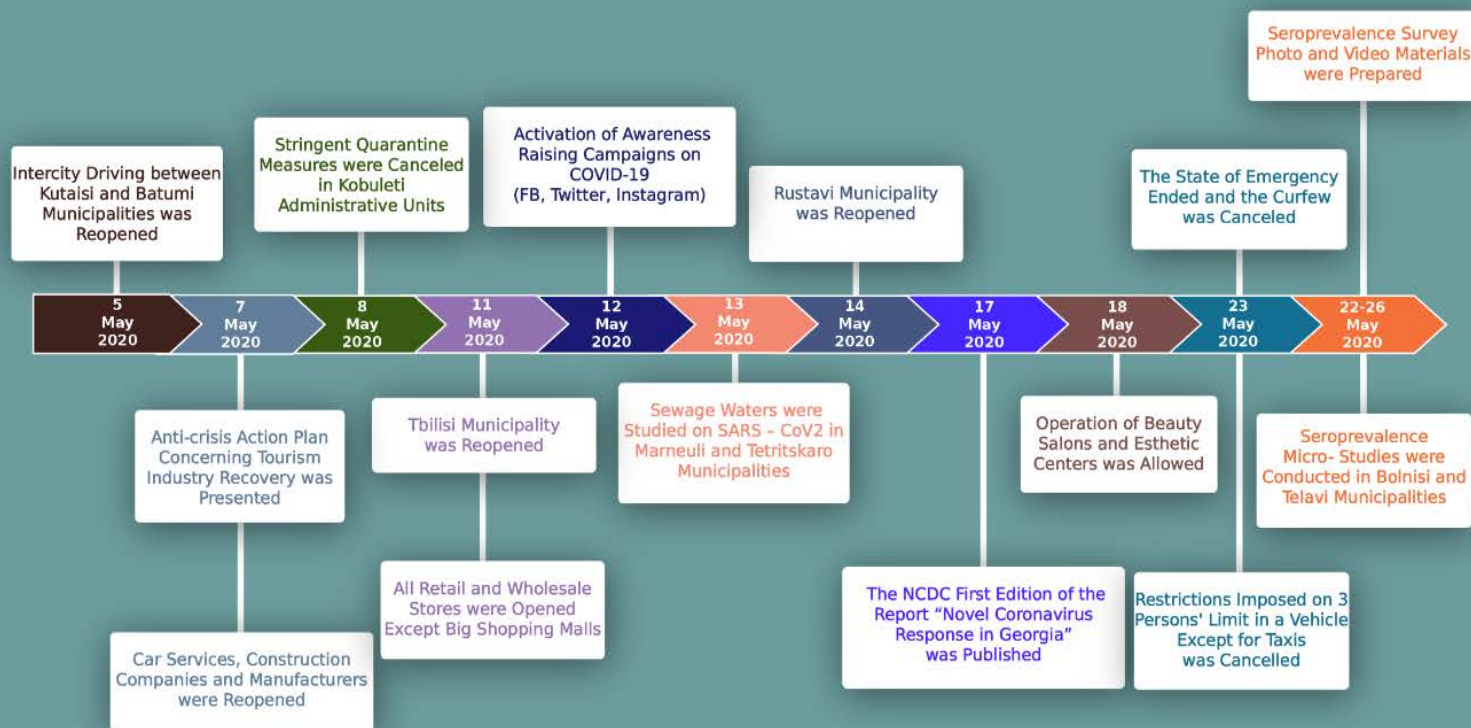 Seroprevalence Survey
Photo and Video Materials
were Prepared
Intercity Driving between
Kutaisi and Batumi
Municipalities was
Reopened
Stringent Quarantine
Measures were Canceled
in Kobuleti
Administrative Units
Activation of Awareness
Raising Campaigns on
COVID-19
(FB, Twitter, Instagram)
Rustavi Municipality
was Reopened
The State of Emergency
Ended and the Curfew
was Canceled
5
May
2020
7
May
2020
8
May
2020
11
May
2020
12
May
2020
13
May
2020
14
May
2020
17
May
2020
18
May
2020
23
May
2020
22-26
May
2020
Anti-crisis Action Plan
Concerning Tourism
Industry Recovery was
Presented
Car Services, Construction
Companies and Manufacturers
were Reopened
Tbilisi Municipality
was Reopened
All Retail and Wholesale
Stores were Opened
Except Big Shopping Malls
Sewage Waters were
Studied on SARS – CoV2 in
Marneuli and Tetritskaro
Municipalities
The NCDC First Edition of the
Report “Novel Coronavirus
Response in Georgia”
was Published
Operation of Beauty
Salons and Esthetic
Centers was Allowed
Restrictions Imposed on 3
Persons' Limit in a Vehicle
Except for Taxis
was Cancelled
Seroprevalence
Micro- Studies were
Conducted in Bolnisi and
Telavi Municipalities